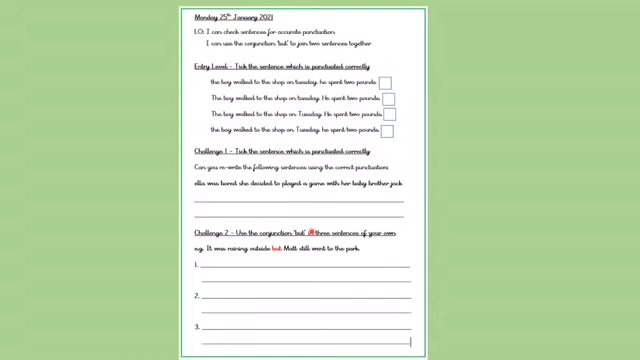 Monday 25th January 2021
LO: I can check sentences for accurate punctuation.
I can use the conjunction 'but' to join two sentences together
Entry Level - Tick the sentence which is punctuated correctly
the boy walked to the shop on tuesday. he spent two pounds.
The boy walked to the shop on tuesday. He spent two pounds.
The boy walked to the shop on Tuesday. He spent two pounds.
the boy walked to the shop on Tuesday. he spent two pounds.
Challenge 1 - Tick the sentence which is punctuated correctly
Can you re-write the following sentences using the correct punctuation:
ella was bored she decided to played a game with her baby brother jack
Challenge 2 - Use the conjunction 'but' in three sentences of your own
eg. It was raining outside but Matt still went to the park.
1.
2.
3.